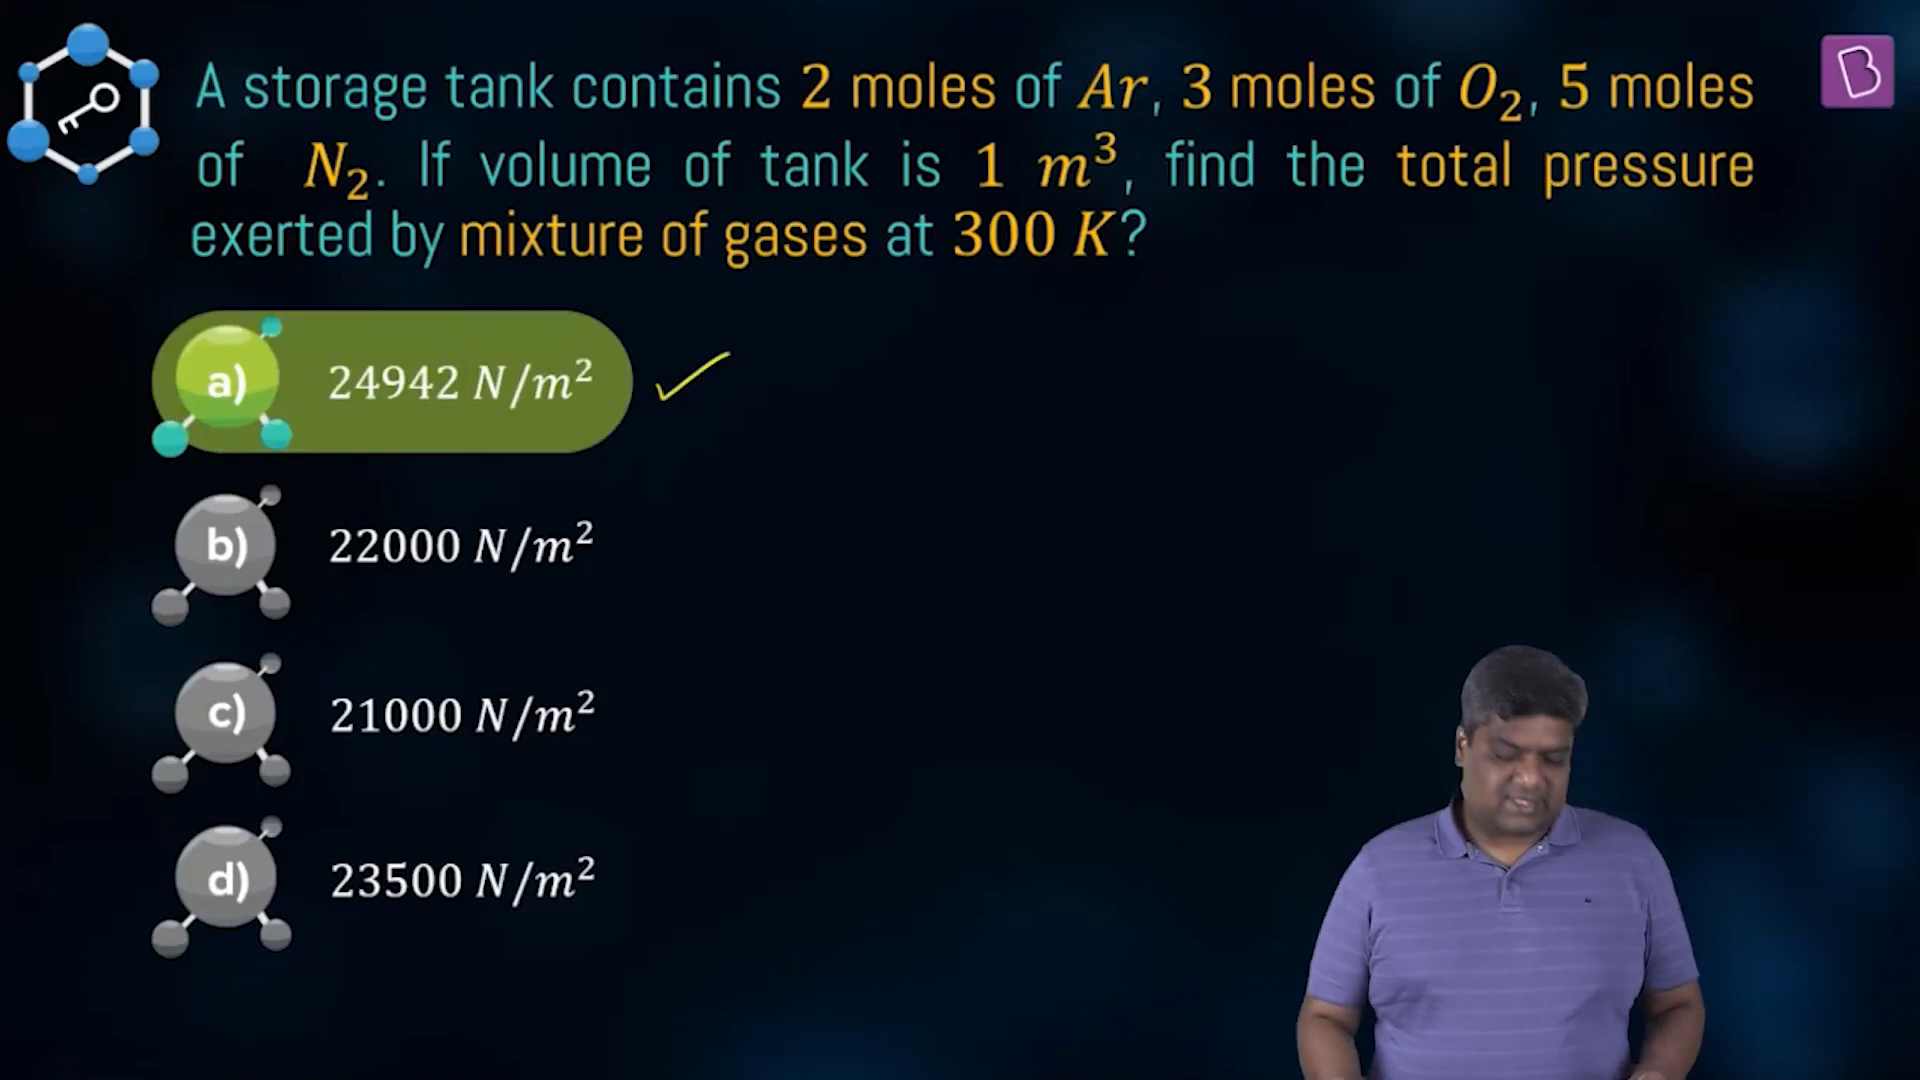 A storage tank contains 2 moles of Ar, 3 moles of O₂, 5 moles
of N₂. If volume of tank is 1 m³, find the total pressure
exerted by mixture of gases at 300 K?
a) 24942 N/m²
b) 22000 N/m²
c) 21000 N/m²
d) 23500 N/m²
B